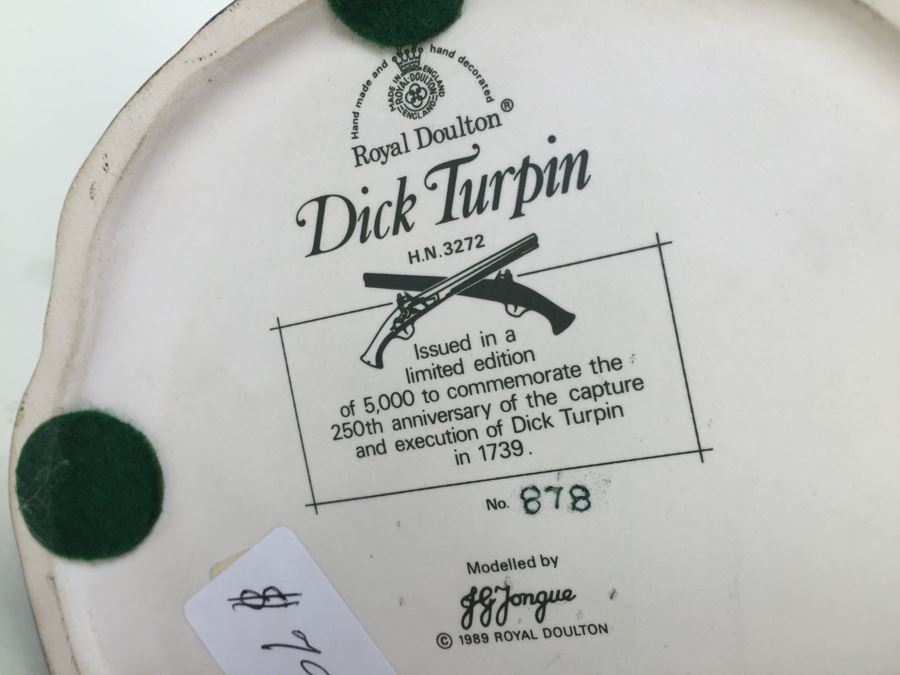 Hand made and hand decorated
MADE IN ENGLAND
ROYAL·DOULTON
ENGLAND
Royal Doulton®
Dick Turpin
H.N.3272
Issued in a
limited edition
of 5,000 to commemorate the
250th anniversary of the capture
and execution of Dick Turpin
in 1739.
No. 878
Modelled by
JG Jongue
© 1989 ROYAL DOULTON
$